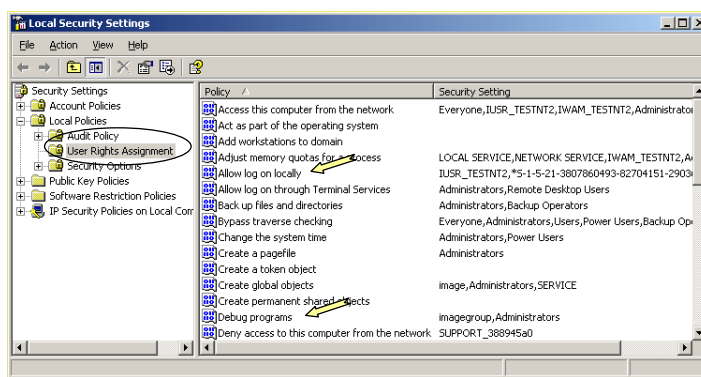 Local Security Settings
File Action View Help
Security Settings
Account Policies
Local Policies
Audit Policy
User Rights Assignment
Security Options
Public Key Policies
Software Restriction Policies
IP Security Policies on Local Com
Policy Security Setting
Access this computer from the network Everyone,IUSR_TESTNT2,IWAM_TESTNT2,Administrator
Act as part of the operating system
Add workstations to domain
Adjust memory quotas for a process LOCAL SERVICE,NETWORK SERVICE,IWAM_TESTNT2,A
Allow log on locally IUSR_TESTNT2,*S-1-5-21-3807860493-82704151-2903
Allow log on through Terminal Services Administrators,Remote Desktop Users
Back up files and directories Administrators,Backup Operators
Bypass traverse checking Everyone,Administrators,Users,Power Users,Backup Op
Change the system time Administrators,Power Users
Create a pagefile Administrators
Create a token object
Create global objects image,Administrators,SERVICE
Create permanent shared objects
Debug programs imagegroup,Administrators
Deny access to this computer from the network SUPPORT_388945a0